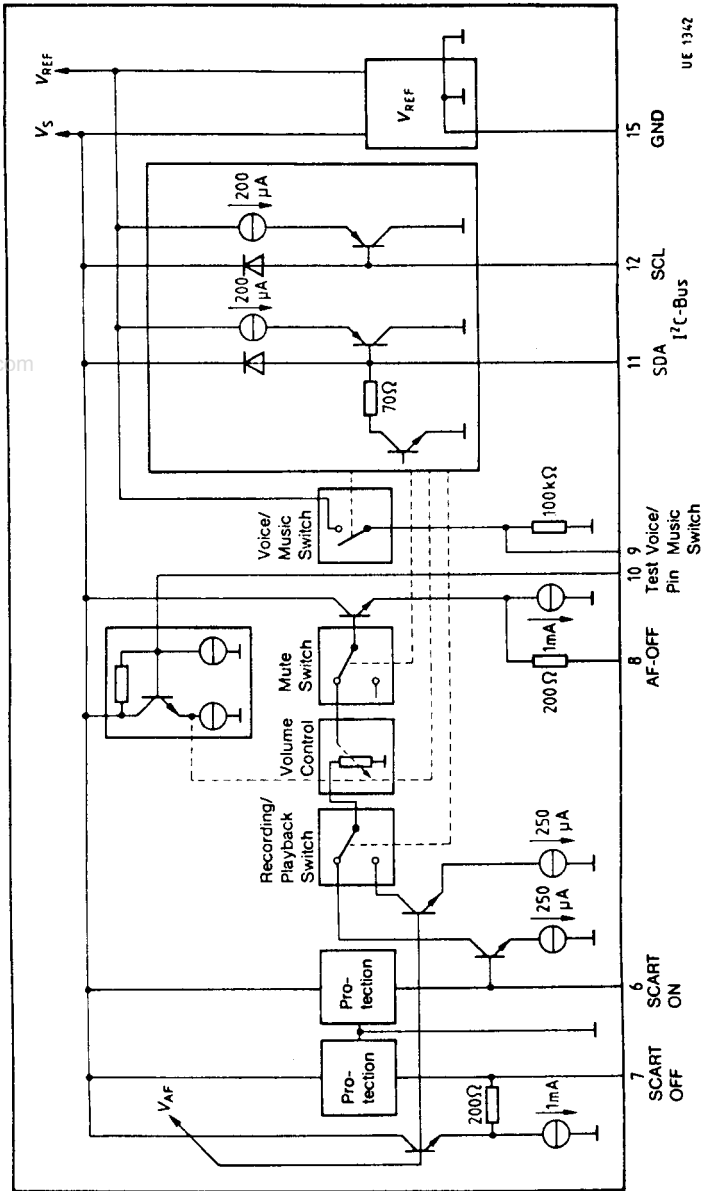 V_REF
V_S
V_REF
200
µA
200
µA
70Ω
Voice/
Music
Switch
100kΩ
Mute Switch
Volume
Control
Recording/
Playback
Switch
1mA
200Ω
250
µA
250
µA
Pro-
tection
Pro-
tection
V_AF
200Ω
1mA
7
SCART
OFF
6
SCART
ON
8
AF-OFF
10
Test
Pin
9
Voice/
Music
Switch
11
SDA
12
SCL
I²C-Bus
15
GND
UE 1342
com